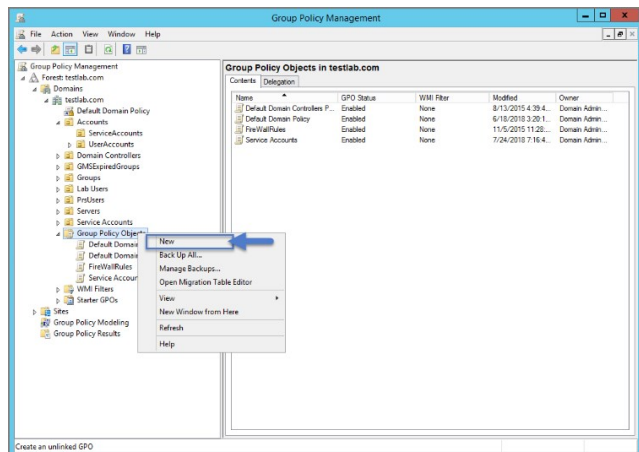 Group Policy Management
File Action View Window Help
Group Policy Management
Forest: testlab.com
Domains
testlab.com
Default Domain Policy
Accounts
ServiceAccounts
UserAccounts
Domain Controllers
GMSExpiredGroups
Groups
Lab Users
PrsUsers
Servers
Service Accounts
Group Policy Objects
Default Domai
Default Domai
FireWallRules
Service Accour
WMI Filters
Starter GPOs
Sites
Group Policy Modeling
Group Policy Results
New
Back Up All...
Manage Backups...
Open Migration Table Editor
View
New Window from Here
Refresh
Help
Group Policy Objects in testlab.com
Contents Delegation
Name GPO Status WMI Filter Modified Owner
Default Domain Controllers P... Enabled None 8/13/2015 4:39:4... Domain Admin...
Default Domain Policy Enabled None 6/18/2018 3:20:1... Domain Admin...
FireWallRules Enabled None 11/5/2015 11:28:... Domain Admin...
Service Accounts Enabled None 7/24/2018 7:16:4... Domain Admin...
Create an unlinked GPO